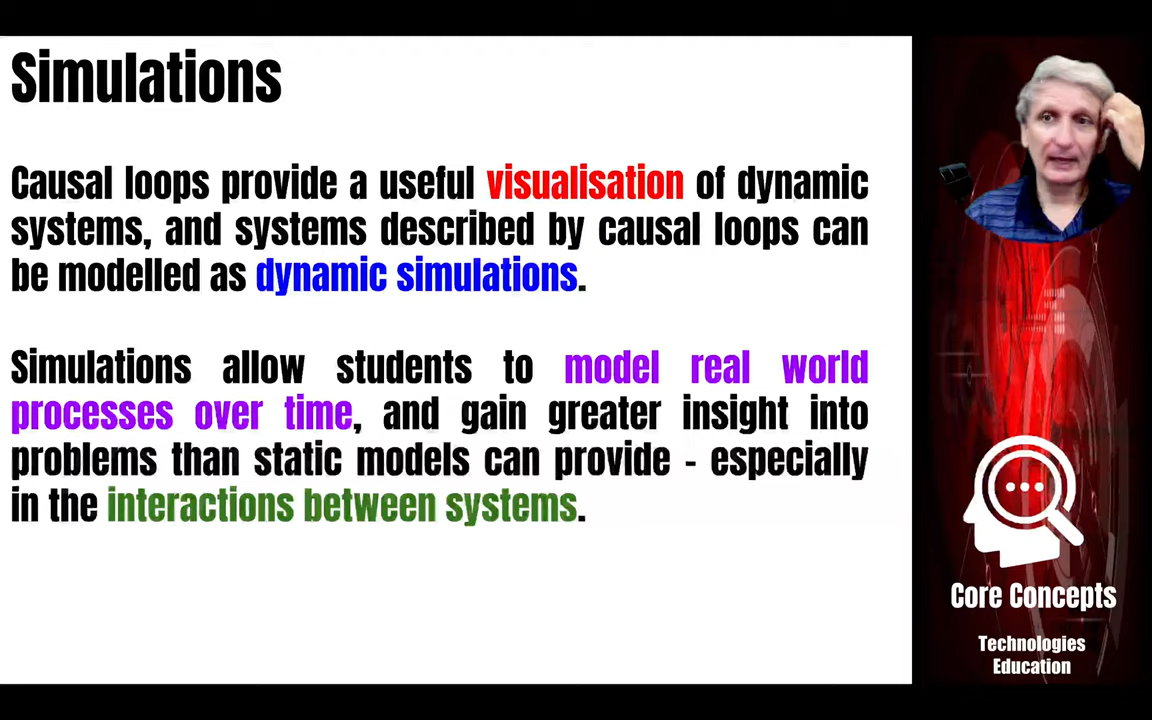 Simulations
Causal loops provide a useful visualisation of dynamic
systems, and systems described by causal loops can
be modelled as dynamic simulations.
Simulations allow students to model real world
processes over time, and gain greater insight into
problems than static models can provide - especially
in the interactions between systems.
Core Concepts
Technologies
Education